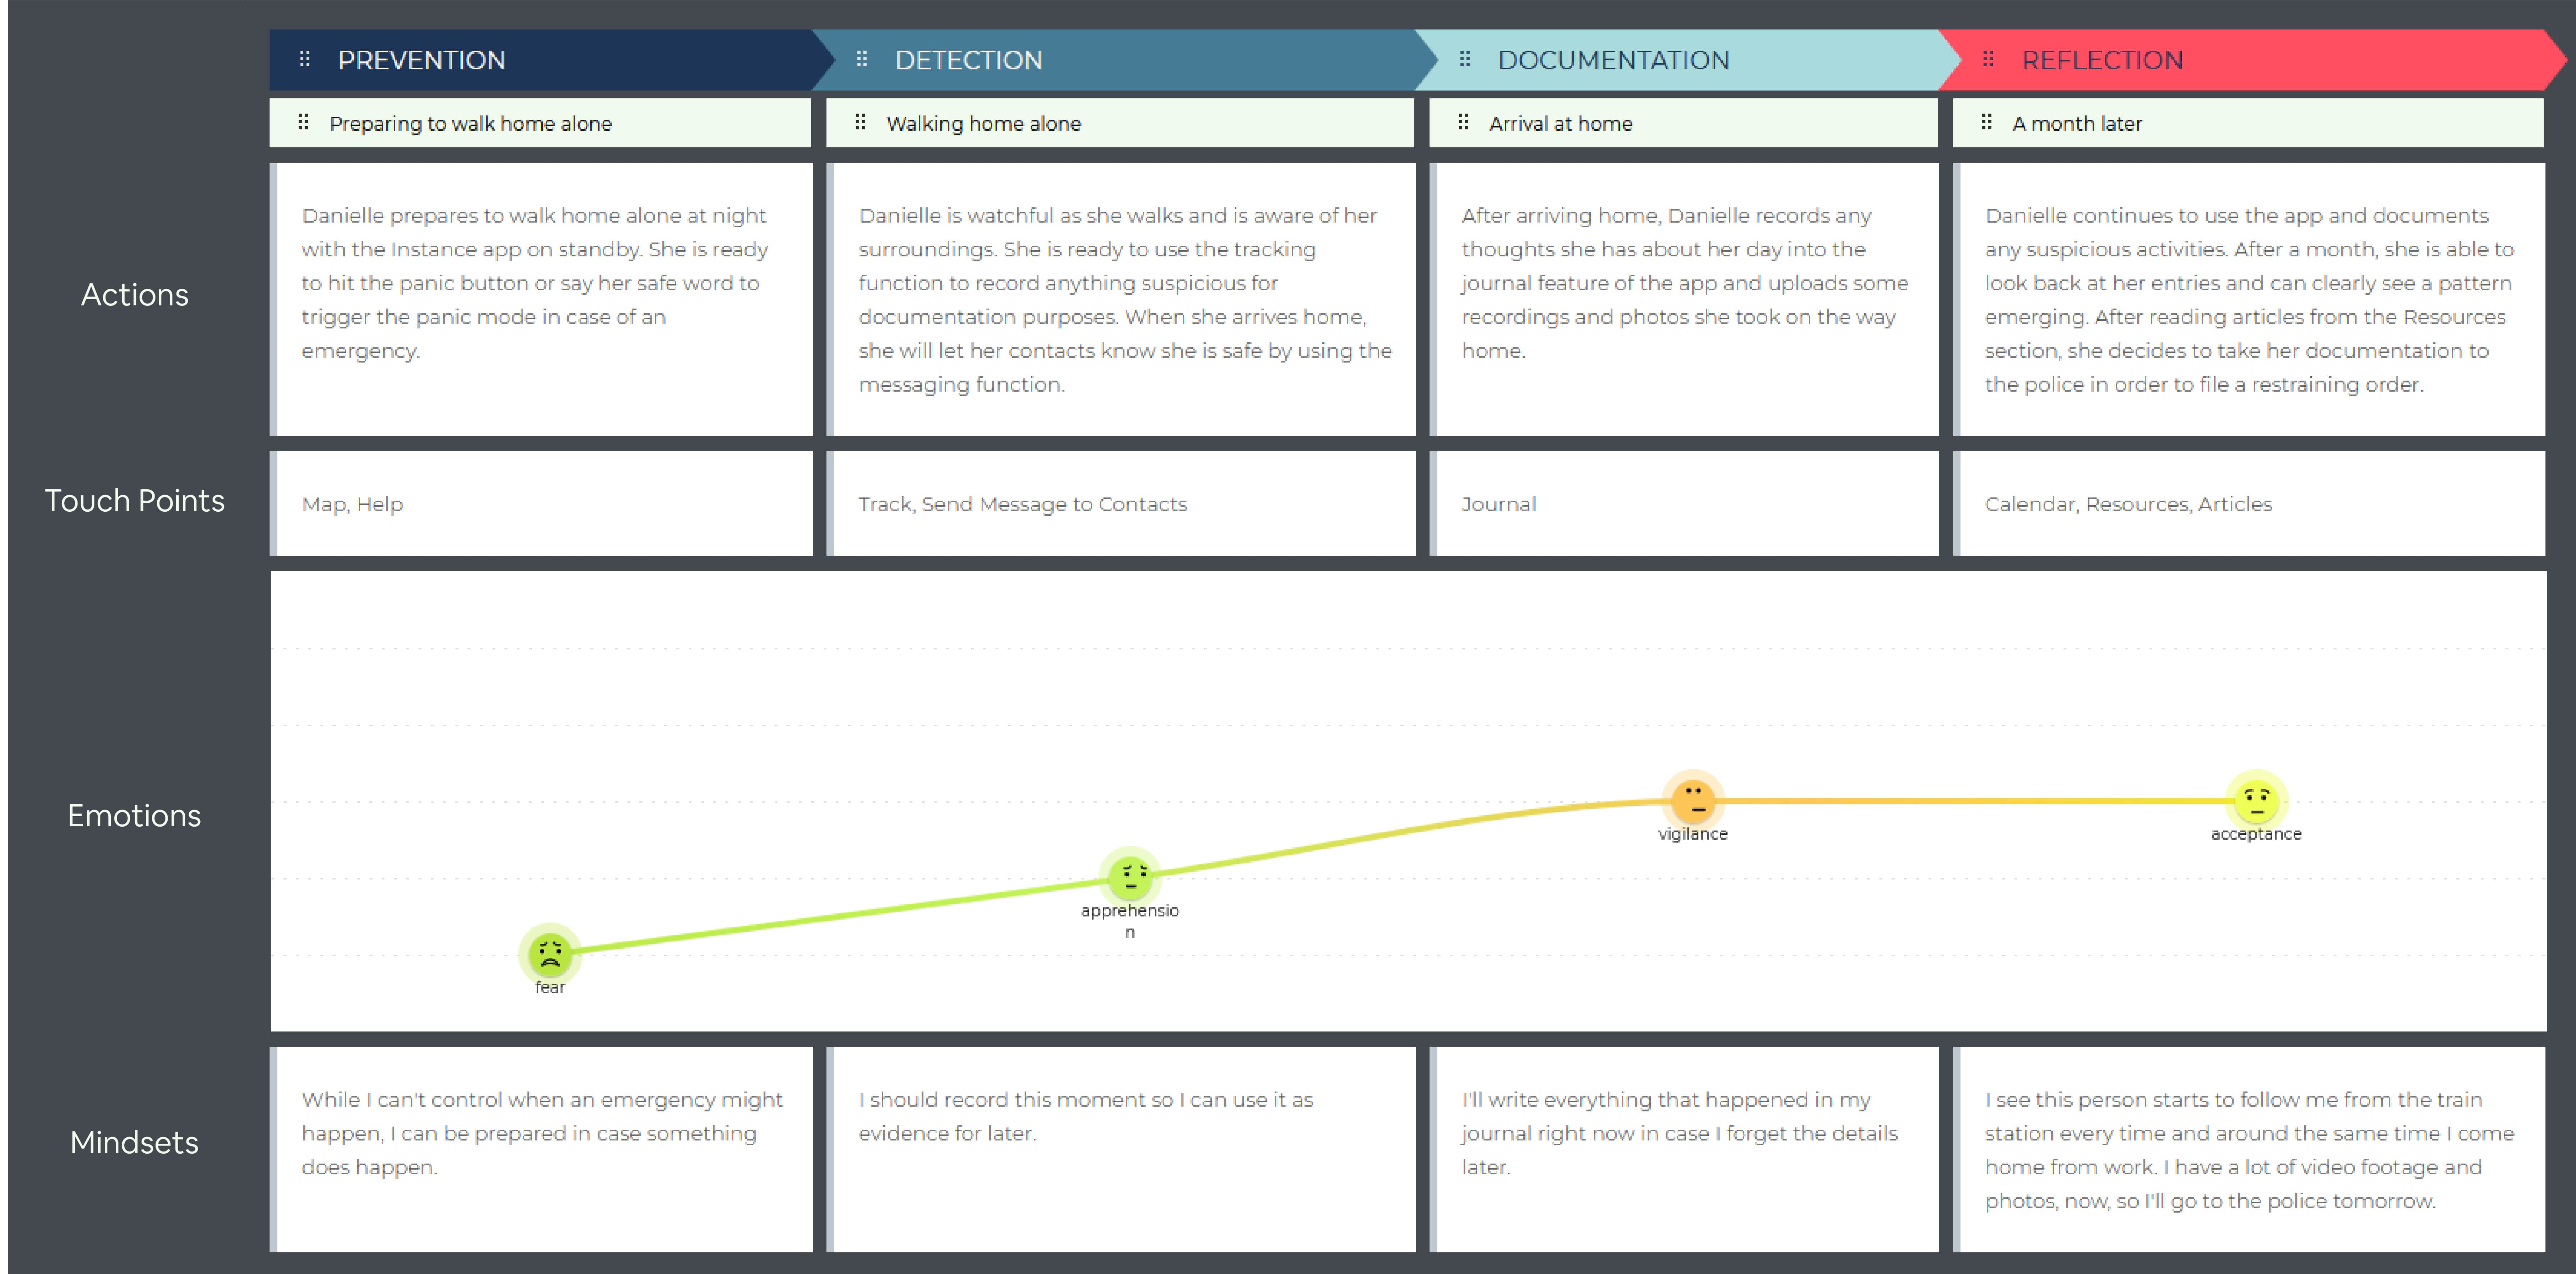 PREVENTION
DETECTION
DOCUMENTATION
REFLECTION
Preparing to walk home alone
Walking home alone
Arrival at home
A month later
Actions
Danielle prepares to walk home alone at night
with the Instance app on standby. She is ready
to hit the panic button or say her safe word to
trigger the panic mode in case of an
emergency.
Danielle is watchful as she walks and is aware of her
surroundings. She is ready to use the tracking
function to record anything suspicious for
documentation purposes. When she arrives home,
she will let her contacts know she is safe by using the
messaging function.
After arriving home, Danielle records any
thoughts she has about her day into the
journal feature of the app and uploads some
recordings and photos she took on the way
home.
Danielle continues to use the app and documents
any suspicious activities. After a month, she is able to
look back at her entries and can clearly see a pattern
emerging. After reading articles from the Resources
section, she decides to take her documentation to
the police in order to file a restraining order.
Touch Points
Map, Help
Track, Send Message to Contacts
Journal
Calendar, Resources, Articles
Emotions
fear
apprehensio
n
vigilance
acceptance
Mindsets
While I can't control when an emergency might
happen, I can be prepared in case something
does happen.
I should record this moment so I can use it as
evidence for later.
I'll write everything that happened in my
journal right now in case I forget the details
later.
I see this person starts to follow me from the train
station every time and around the same time I come
home from work. I have a lot of video footage and
photos, now, so I'll go to the police tomorrow.